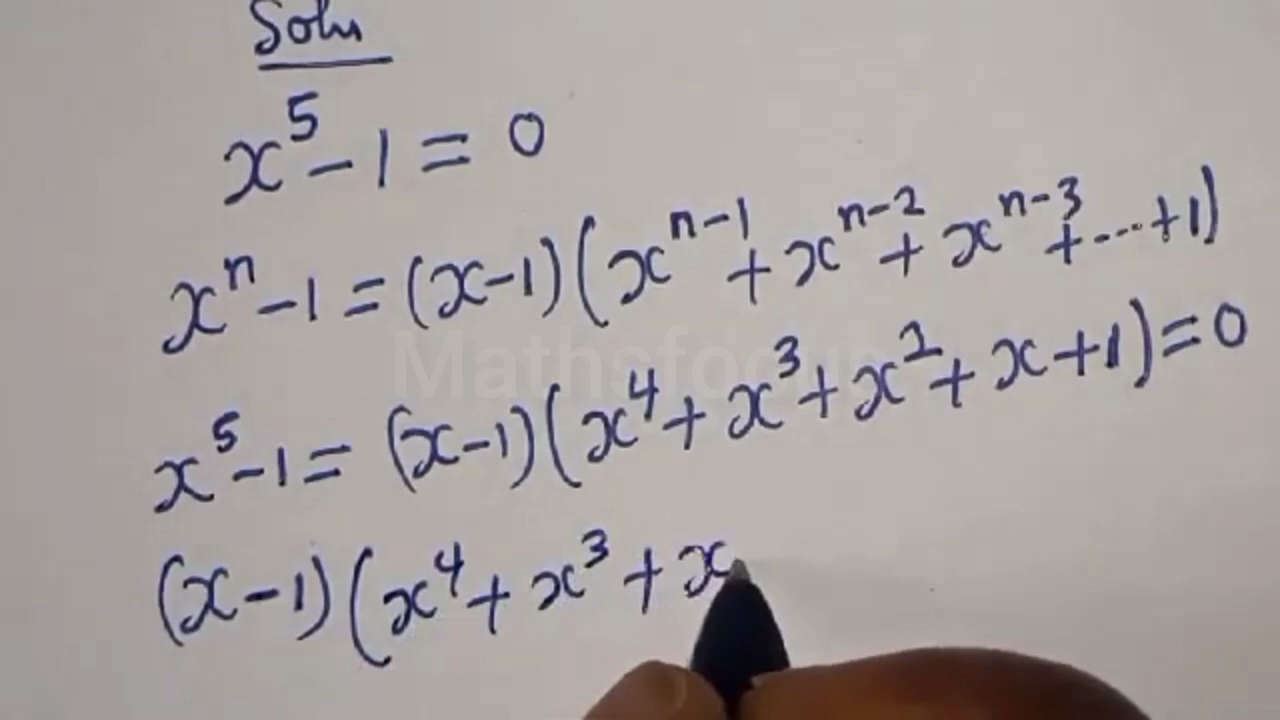 Soln
x⁵-1=0
xⁿ-1=(x-1)(xⁿ⁻¹+xⁿ⁻²+xⁿ⁻³+...+1)
x⁵-1=(x-1)(x⁴+x³+x²+x+1)=0
Mathsfocus
(x-1)(x⁴+x³+x